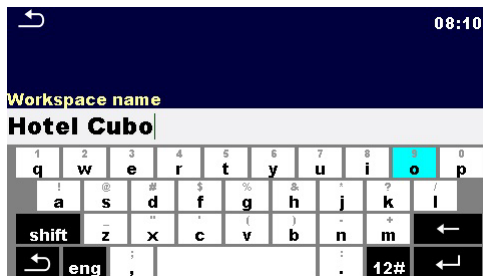 08:10
Workspace name
Hotel Cubo
1 2 3 4 5 6 7 8 9 0
q w e r t y u i o p
! @ # $ % & * ? /
a s d f g h j k l
_ " ' ( ) - +
shift z x c v b n m
; :
eng , . 12#